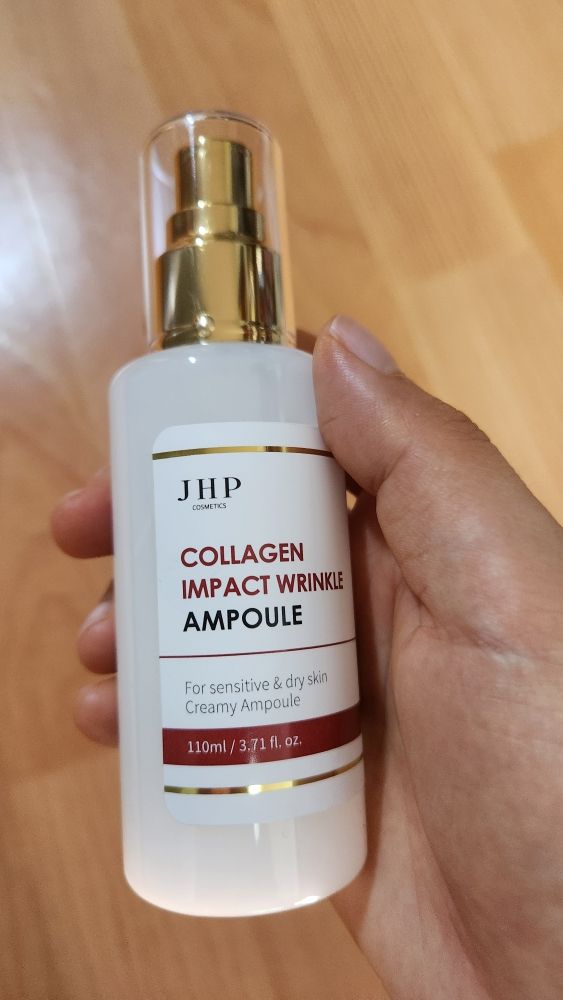 JHP
COSMETICS
COLLAGEN
IMPACT WRINKLE
AMPOULE
For sensitive & dry skin
Creamy Ampoule
110ml / 3.71 fl. oz.